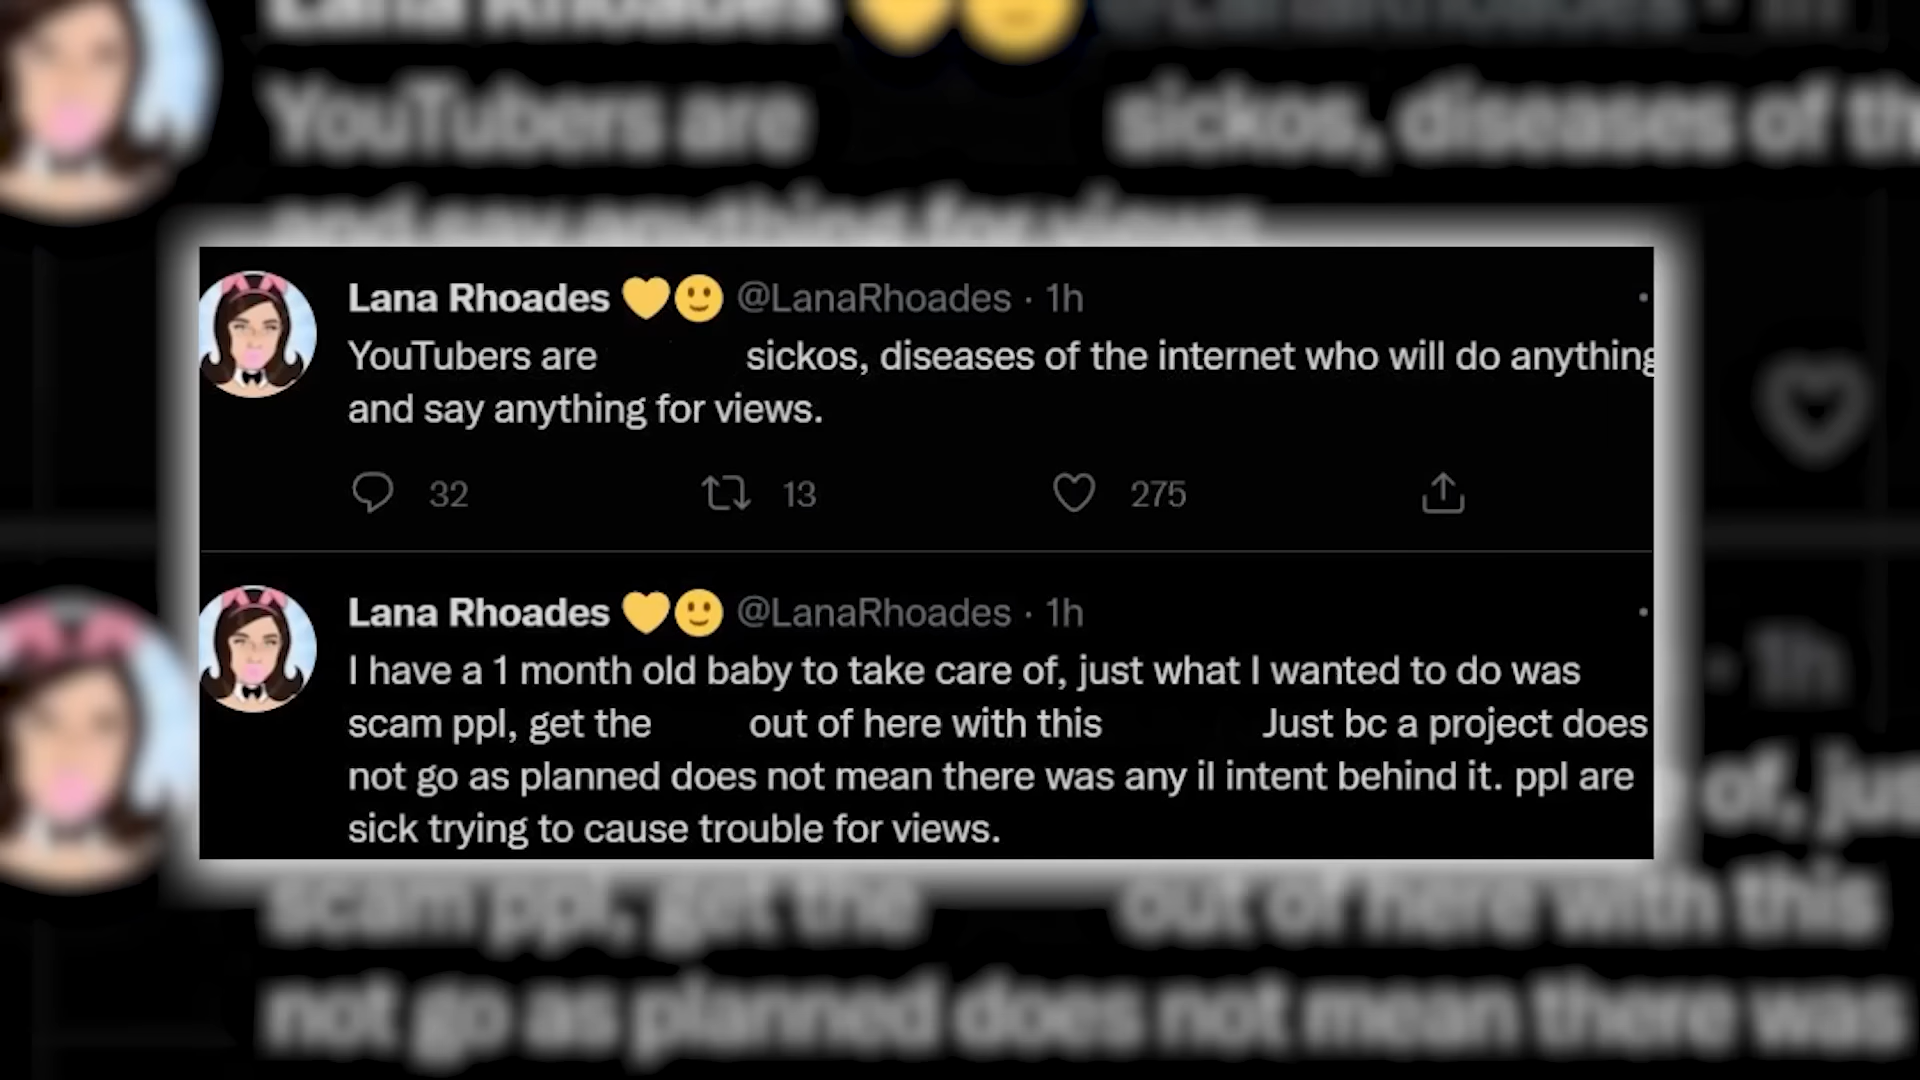 Lana Rhoades 💛🙂 @LanaRhoades · 1h
YouTubers are sickos, diseases of the internet who will do anything
and say anything for views.
32 13 275
Lana Rhoades 💛🙂 @LanaRhoades · 1h
I have a 1 month old baby to take care of, just what I wanted to do was
scam ppl, get the out of here with this Just bc a project does
not go as planned does not mean there was any il intent behind it. ppl are
sick trying to cause trouble for views.